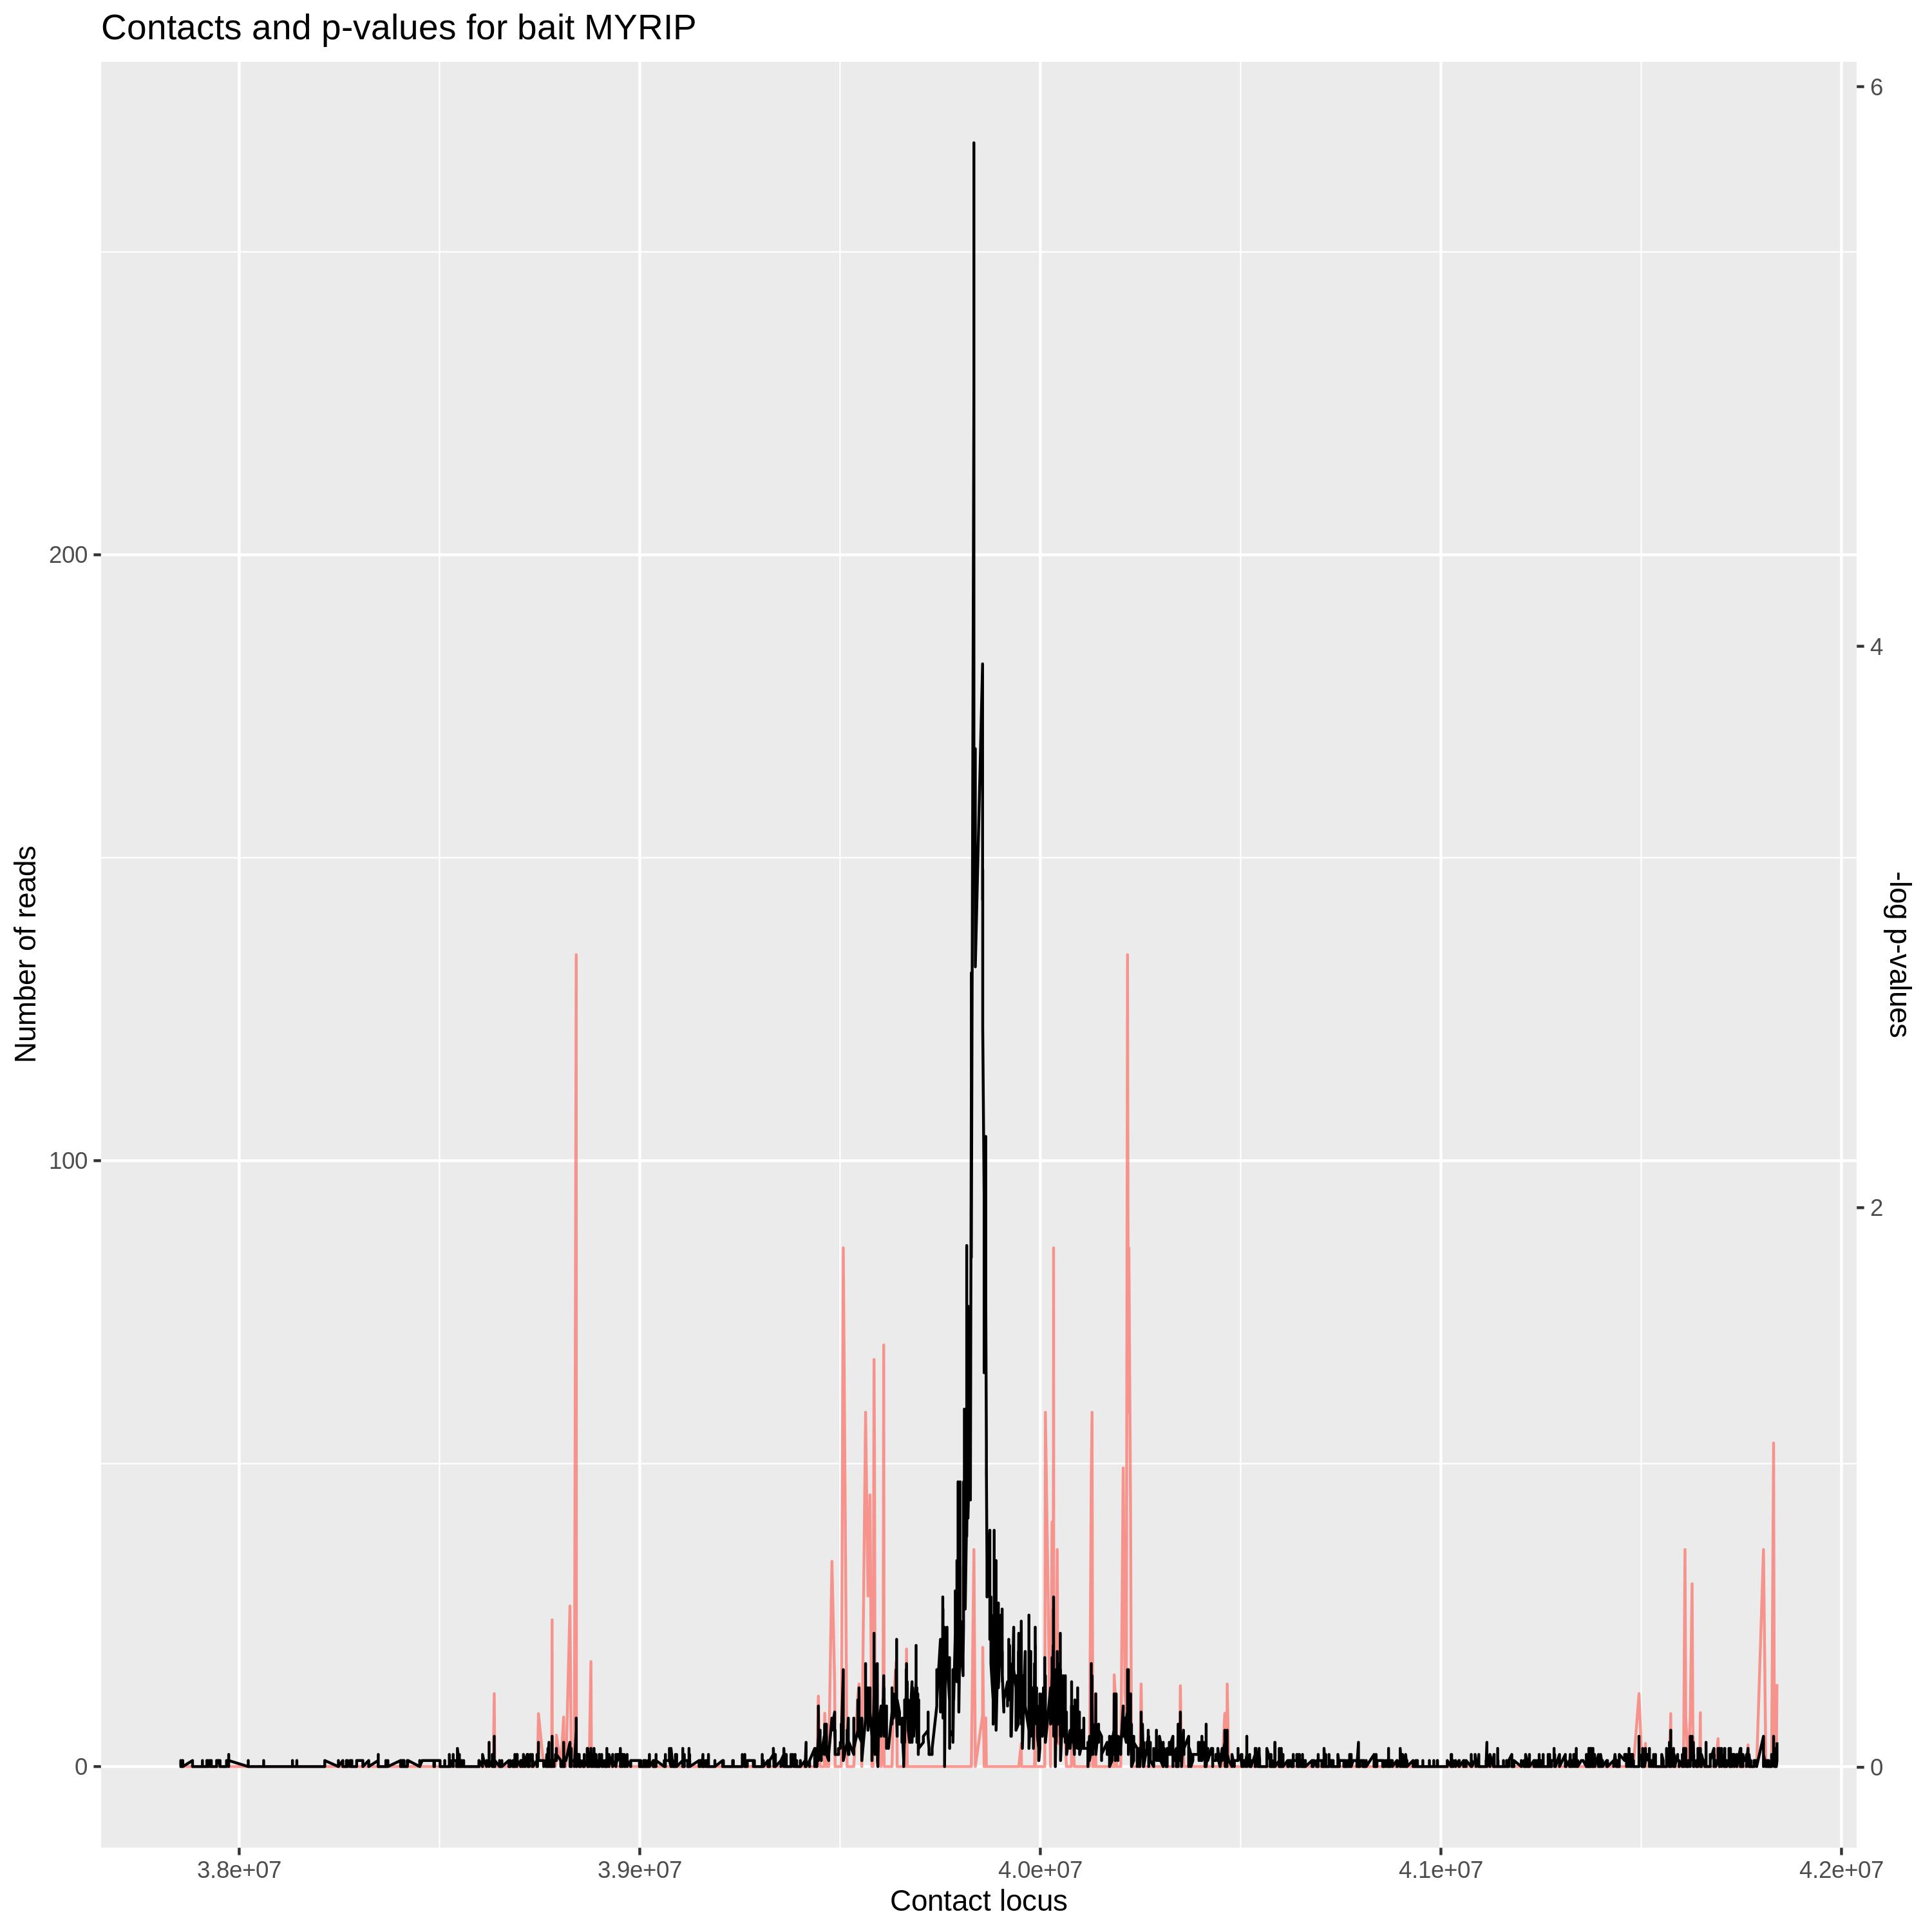 Contacts and p-values for bait MYRIP
Number of reads
200
100
0
6
4
2
0
-log p-values
3.8e+07
3.9e+07
4.0e+07
4.1e+07
4.2e+07
Contact locus